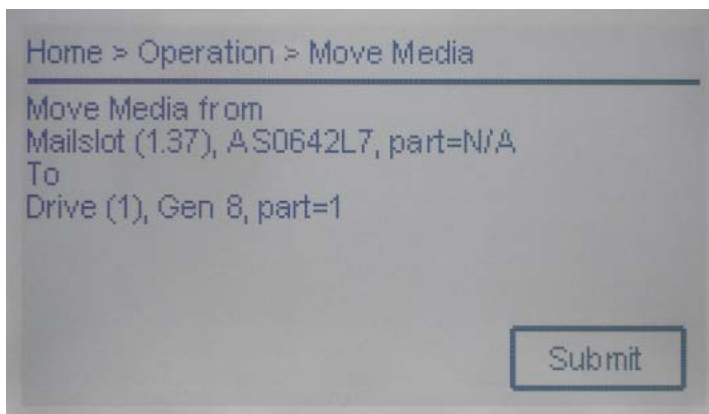 Home > Operation > Move Media
Move Media from
Mailslot (1.37), AS0642L7, part=N/A
To
Drive (1), Gen 8, part=1
Submit